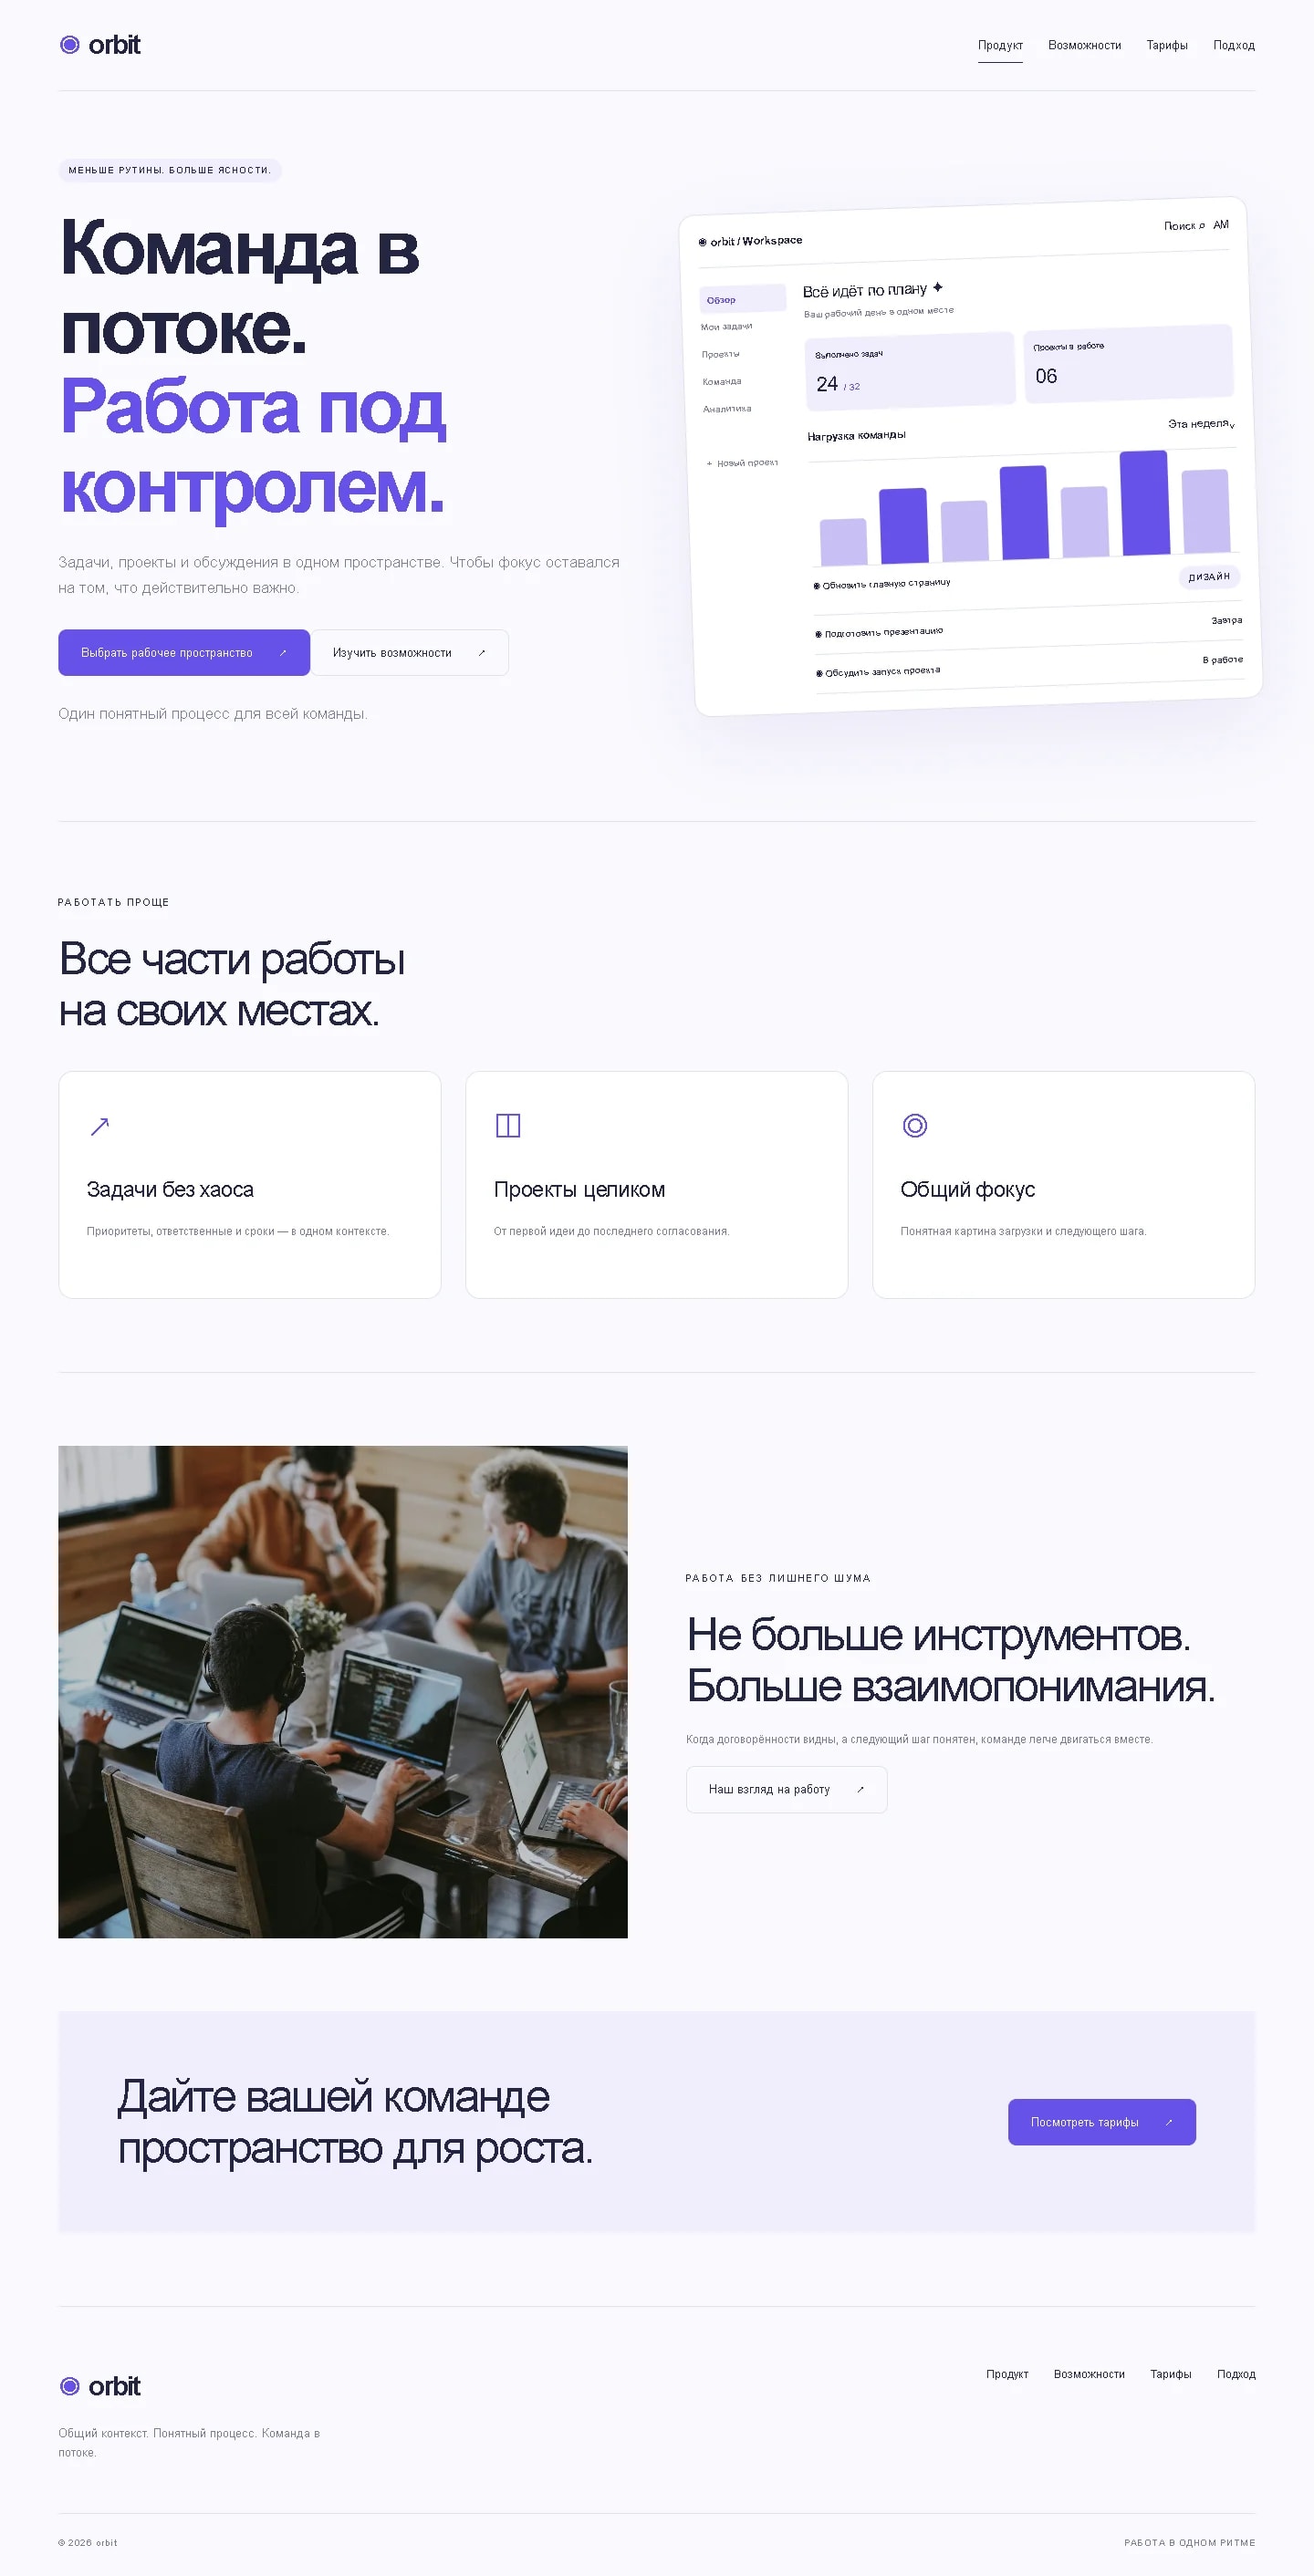 orbit
Продукт Возможности Тарифы Подход
МЕНЬШЕ РУТИНЫ. БОЛЬШЕ ЯСНОСТИ.
Команда в
потоке.
Работа под
контролем.
Задачи, проекты и обсуждения в одном пространстве. Чтобы фокус оставался
на том, что действительно важно.
Выбрать рабочее пространство ↗
Изучить возможности ↗
Один понятный процесс для всей команды.
◉ orbit / Workspace
Поиск ⌕ АМ
Обзор
Мои задачи
Проекты
Команда
Аналитика
+ Новый проект
Всё идёт по плану ✦
Ваш рабочий день в одном месте
Выполнено задач
24 / 32
Проекты в работе
06
Нагрузка команды
Эта неделя
◉ Обновить главную страницу
ДИЗАЙН
◉ Подготовить презентацию
Завтра
◉ Обсудить запуск проекта
В работе
РАБОТАТЬ ПРОЩЕ
Все части работы
на своих местах.
Задачи без хаоса
Приоритеты, ответственные и сроки — в одном контексте.
Проекты целиком
От первой идеи до последнего согласования.
Общий фокус
Понятная картина загрузки и следующего шага.
РАБОТА БЕЗ ЛИШНЕГО ШУМА
Не больше инструментов.
Больше взаимопонимания.
Когда договорённости видны, а следующий шаг понятен, команде легче двигаться вместе.
Наш взгляд на работу ↗
Дайте вашей команде
пространство для роста.
Посмотреть тарифы ↗
orbit
Продукт Возможности Тарифы Подход
Общий контекст. Понятный процесс. Команда в
потоке.
© 2026 orbit
РАБОТА В ОДНОМ РИТМЕ